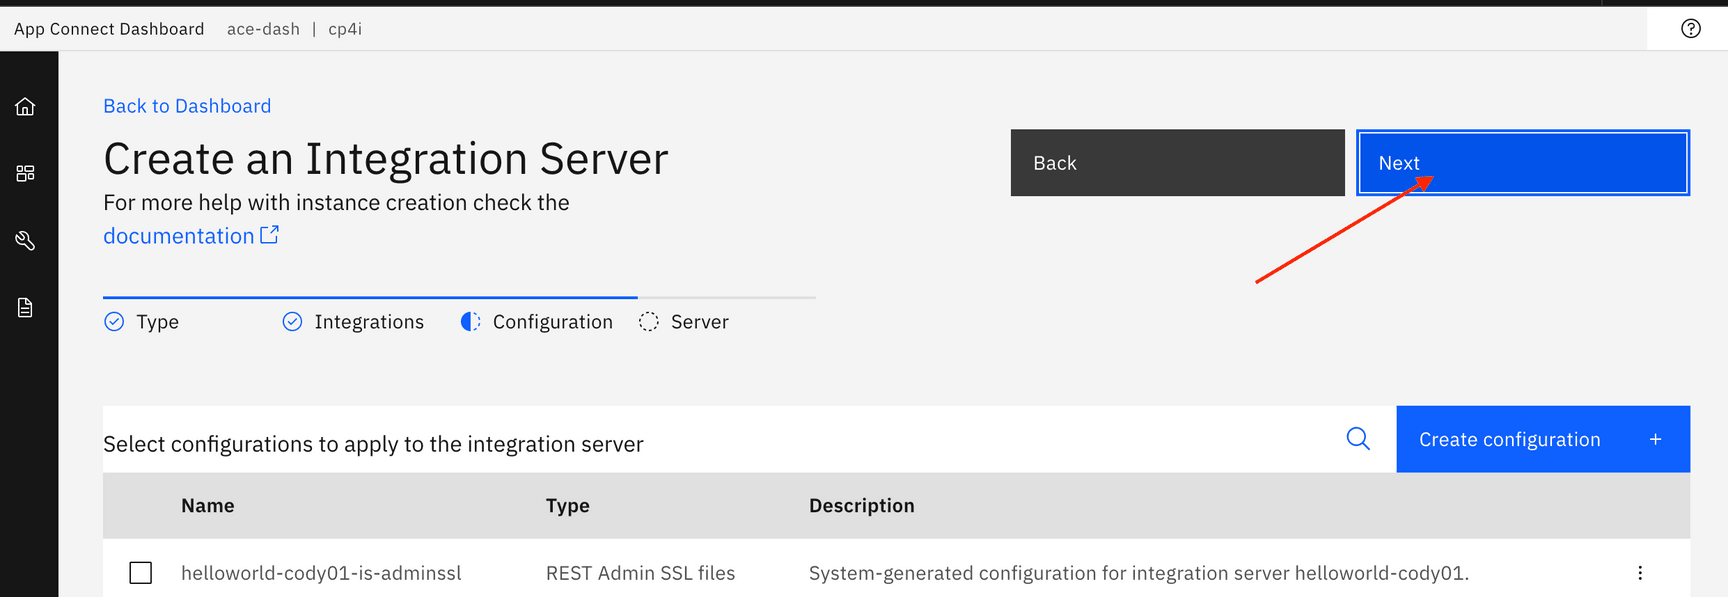 App Connect Dashboard ace-dash | cp4i
Back to Dashboard
Create an Integration Server
For more help with instance creation check the
documentation
Back
Next
Type Integrations Configuration Server
Select configurations to apply to the integration server
Create configuration +
Name Type Description
helloworld-cody01-is-adminssl REST Admin SSL files System-generated configuration for integration server helloworld-cody01.